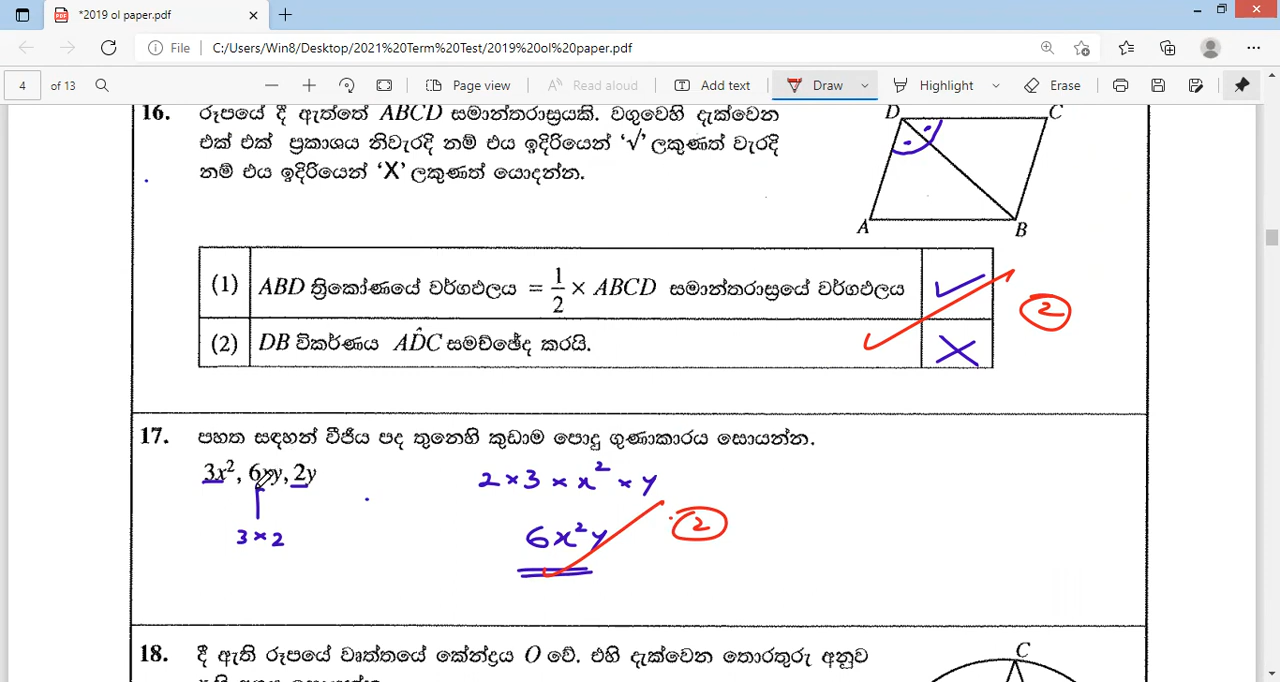 *2019 ol paper.pdf
File C:/Users/Win8/Desktop/2021%20Term%20Test/2019%20ol%20paper.pdf
4 of 13 Page view Read aloud Add text Draw Highlight Erase
16. රූපයේ දී ඇත්තේ ABCD සමාන්තරාස්‍රයකි. වගුවෙහි දැක්වෙන
එක් එක් ප්‍රකාශය නිවැරදි නම් එය ඉදිරියෙන් '√' ලකුණත් වැරදි
නම් එය ඉදිරියෙන් 'X' ලකුණත් යොදන්න.
D C
A B
(1) ABD ත්‍රිකෝණයේ වර්ගඵලය = 1/2 × ABCD සමාන්තරාස්‍රයේ වර්ගඵලය ✓
2
(2) DB විකර්ණය AD̂C සමච්ඡේද කරයි. ×
17. පහත සඳහන් වීජීය පද තුනෙහි කුඩාම පොදු ගුණාකාරය සොයන්න.
3x², 6xy, 2y
2 × 3 × x² × y
3 × 2
6x²y
2
18. දී ඇති රූපයේ වෘත්තයේ කේන්ද්‍රය O වේ. එහි දැක්වෙන තොරතුරු අනුව
C